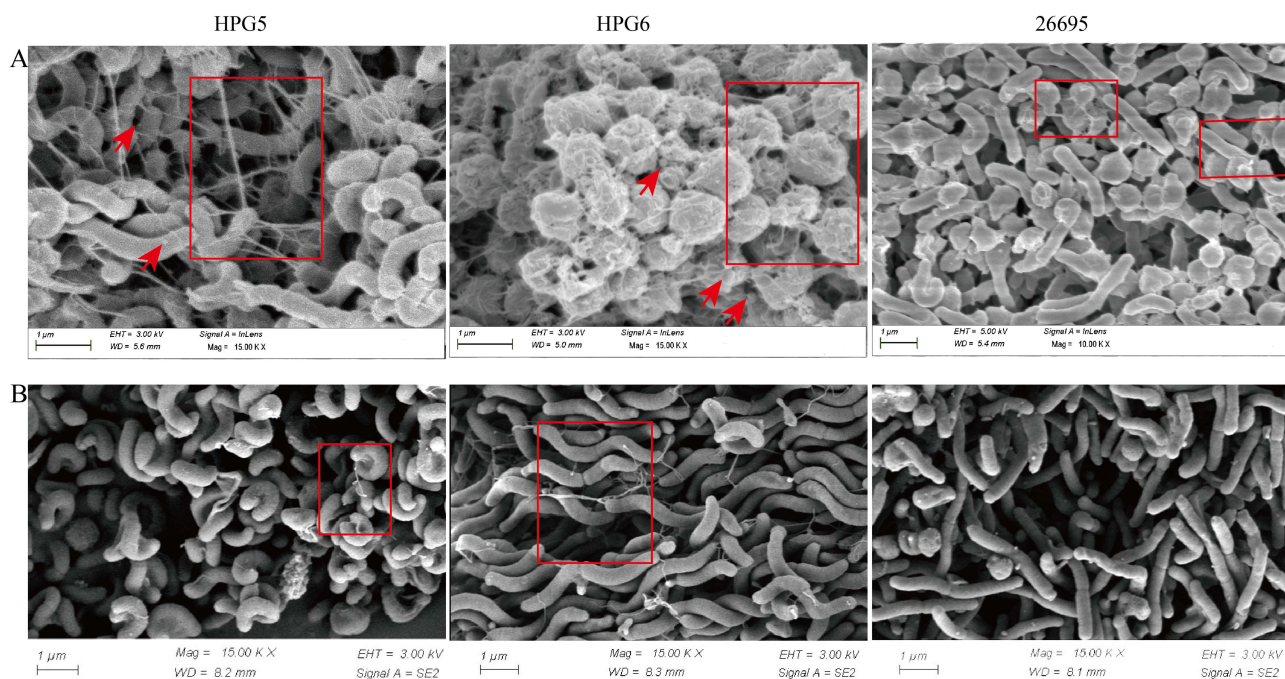 HPG5 HPG6 26695
A
1 µm EHT = 3.00 kV Signal A = InLens
WD = 5.6 mm Mag = 15.00 K X
1 µm EHT = 3.00 kV Signal A = InLens
WD = 5.0 mm Mag = 15.00 K X
1 µm EHT = 5.00 kV Signal A = InLens
WD = 5.4 mm Mag = 10.00 K X
B
1 µm Mag = 15.00 K X EHT = 3.00 kV
WD = 8.2 mm Signal A = SE2
1 µm Mag = 15.00 K X EHT = 3.00 kV
WD = 8.3 mm Signal A = SE2
1 µm Mag = 15.00 K X EHT = 3.00 kV
WD = 8.1 mm Signal A = SE2